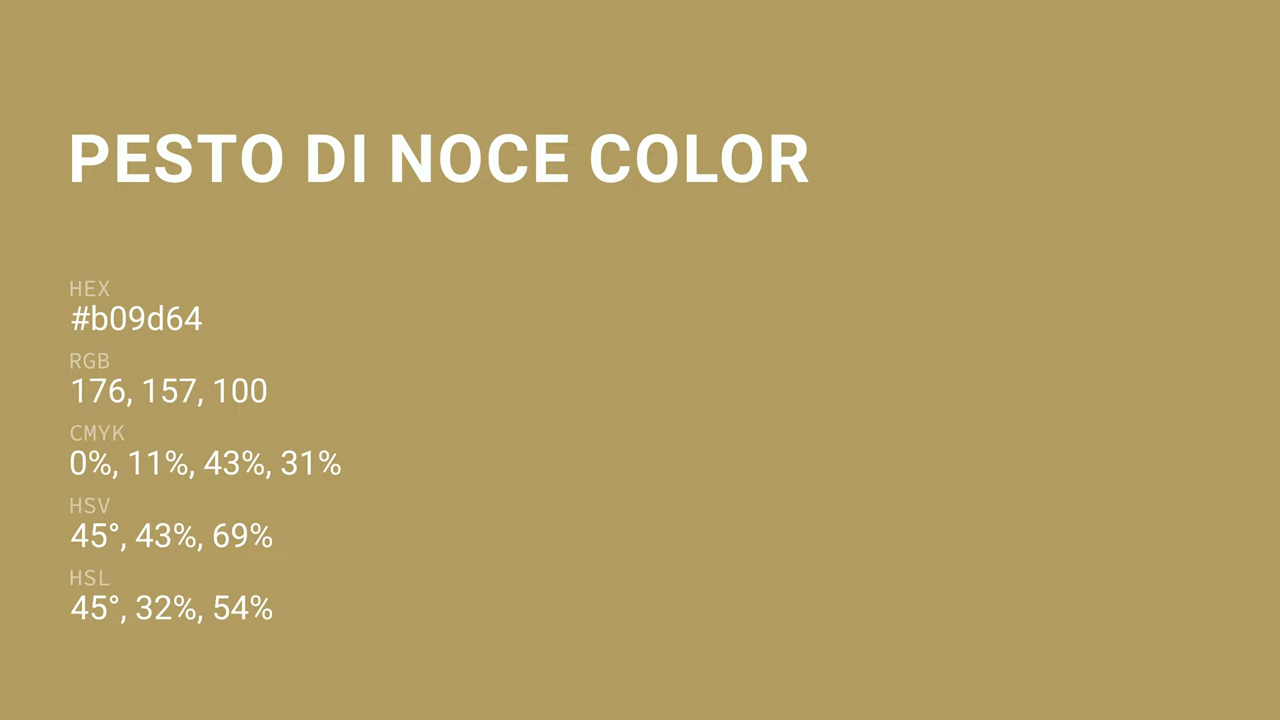 PESTO DI NOCE COLOR
HEX
#b09d64
RGB
176, 157, 100
CMYK
0%, 11%, 43%, 31%
HSV
45°, 43%, 69%
HSL
45°, 32%, 54%